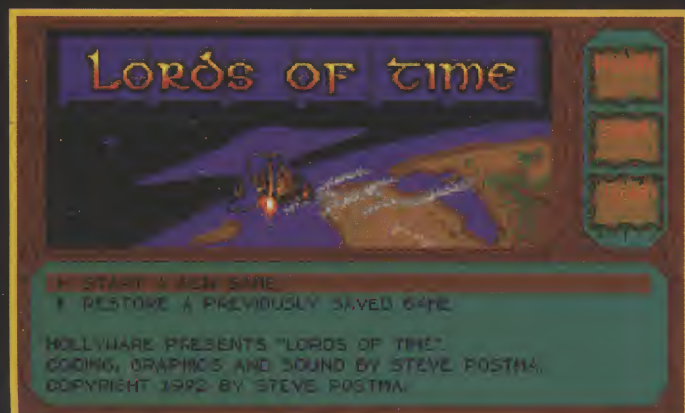 LORDS OF TIME
START A NEW GAME
RESTORE A PREVIOUSLY SAVED GAME
HOLLYWARE PRESENTS "LORDS OF TIME".
CODING, GRAPHICS AND SOUND BY STEVE POSTMA.
COPYRIGHT 1992 BY STEVE POSTMA.